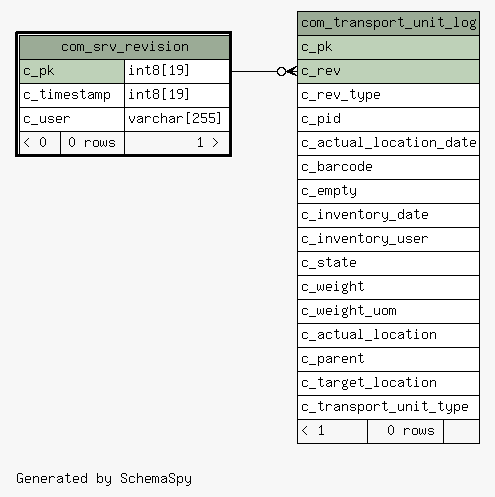 com_srv_revision
c_pk int8[19]
c_timestamp int8[19]
c_user varchar[255]
< 0 0 rows 1 >
com_transport_unit_log
c_pk
c_rev
c_rev_type
c_pid
c_actual_location_date
c_barcode
c_empty
c_inventory_date
c_inventory_user
c_state
c_weight
c_weight_uom
c_actual_location
c_parent
c_target_location
c_transport_unit_type
< 1 0 rows
Generated by SchemaSpy